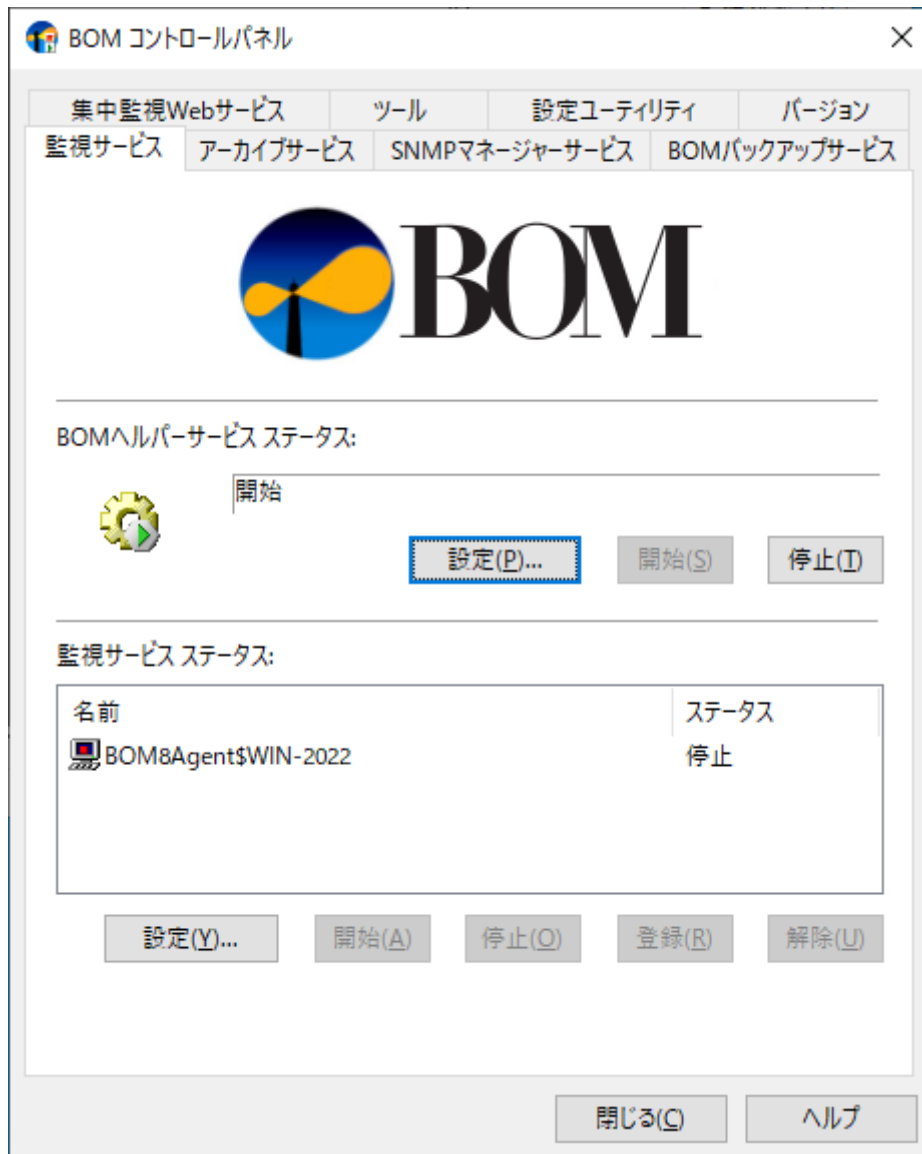 BOM コントロールパネル
集中監視Webサービス ツール 設定ユーティリティ バージョン
監視サービス アーカイブサービス SNMPマネージャーサービス BOMバックアップサービス
BOM
BOMヘルパーサービス ステータス:
開始
設定(P)... 開始(S) 停止(T)
監視サービス ステータス:
名前 ステータス
BOM8Agent$WIN-2022 停止
設定(Y)... 開始(A) 停止(O) 登録(R) 解除(U)
閉じる(C) ヘルプ